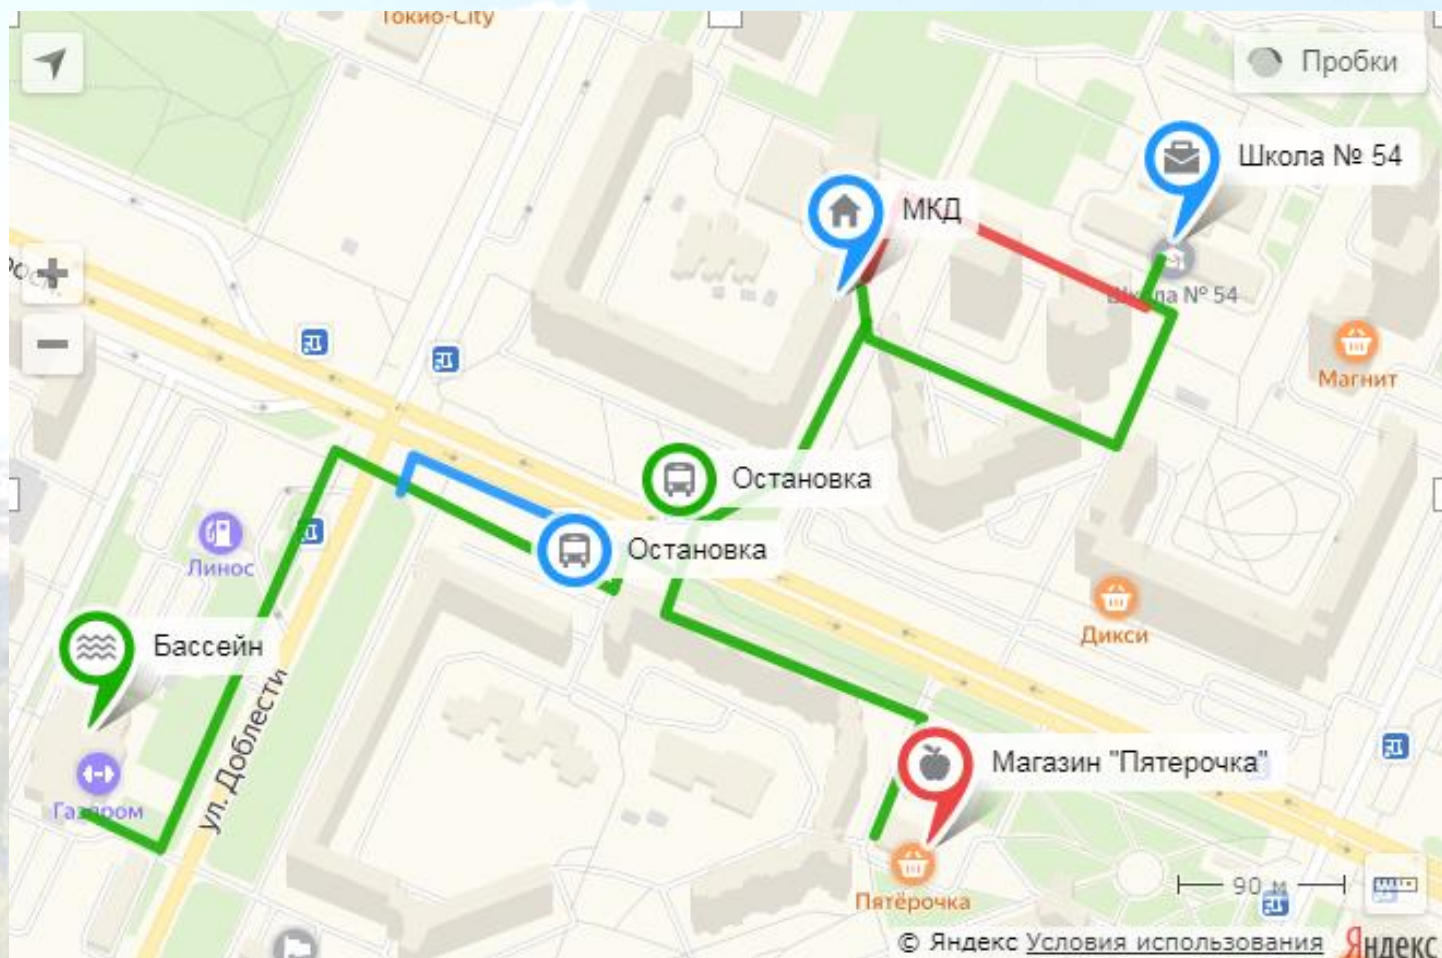 Токио-City
Пробки
Школа № 54
МКД
Школа № 54
Магнит
Остановка
Остановка
Линос
Дикси
Бассейн
ул. Доблести
Магазин "Пятерочка"
Газпром
90 м
Пятёрочка
© Яндекс Условия использования
Яндекс